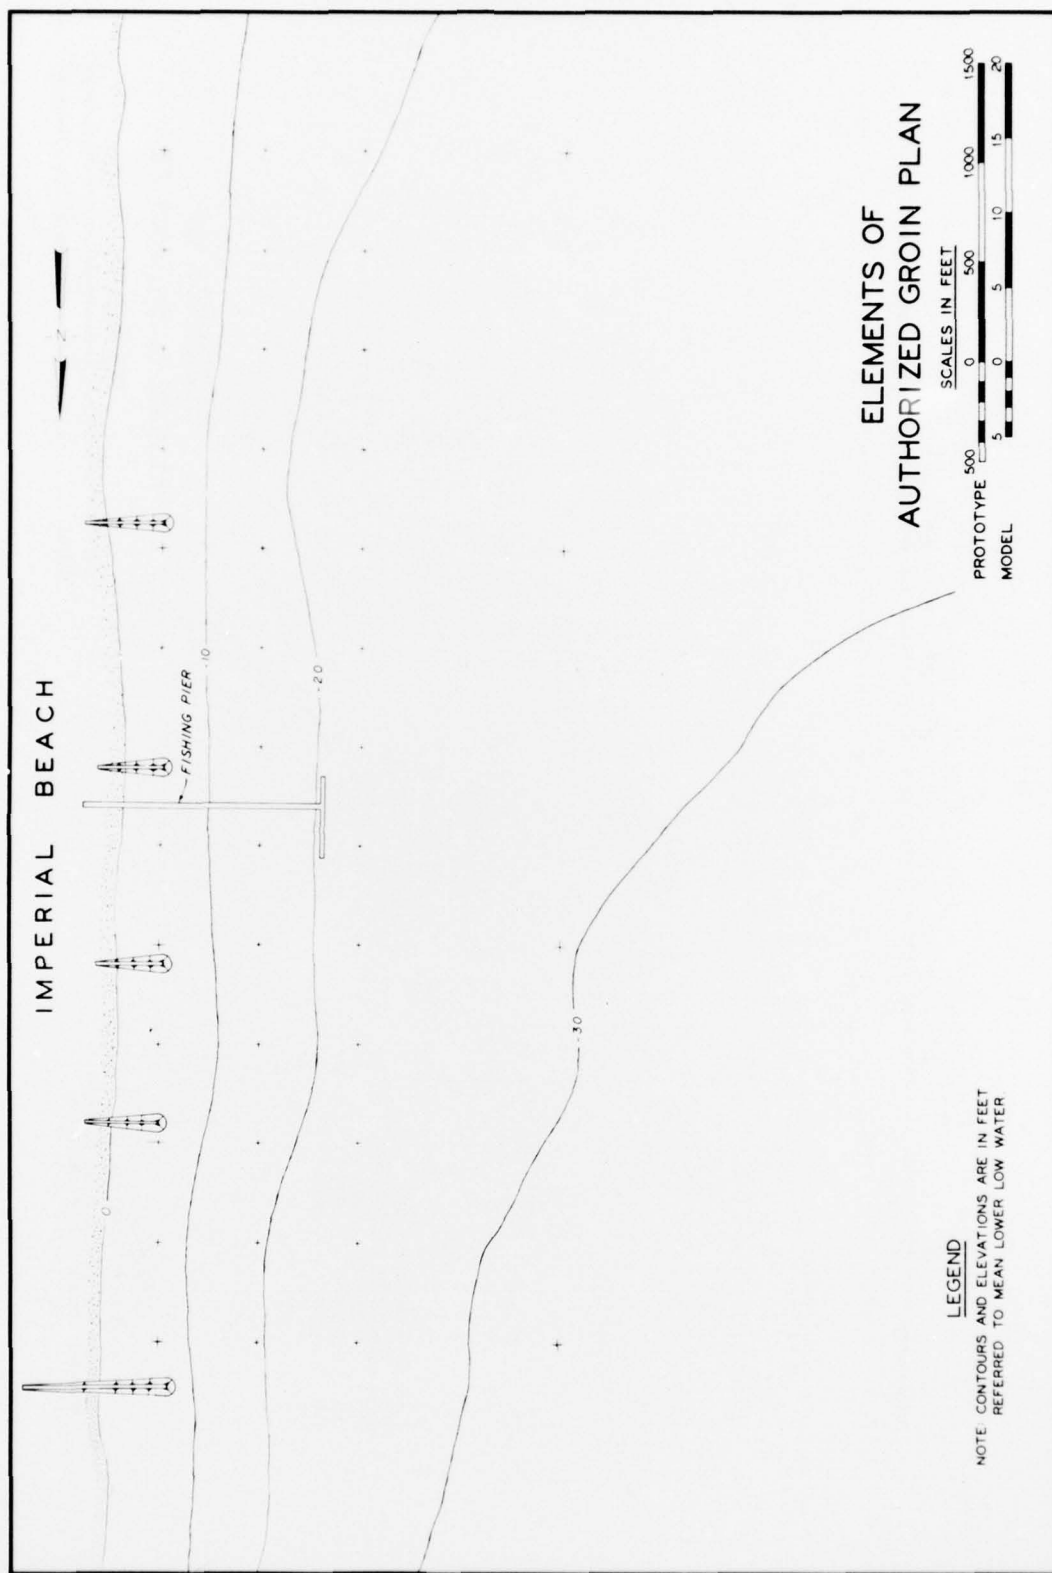 IMPERIAL BEACH
N
0
-10
-20
-30
FISHING PIER
ELEMENTS OF
AUTHORIZED GROIN PLAN
SCALES IN FEET
PROTOTYPE 500 0 500 1000 1500
MODEL 5 0 5 10 15 20
LEGEND
NOTE: CONTOURS AND ELEVATIONS ARE IN FEET
REFERRED TO MEAN LOWER LOW WATER